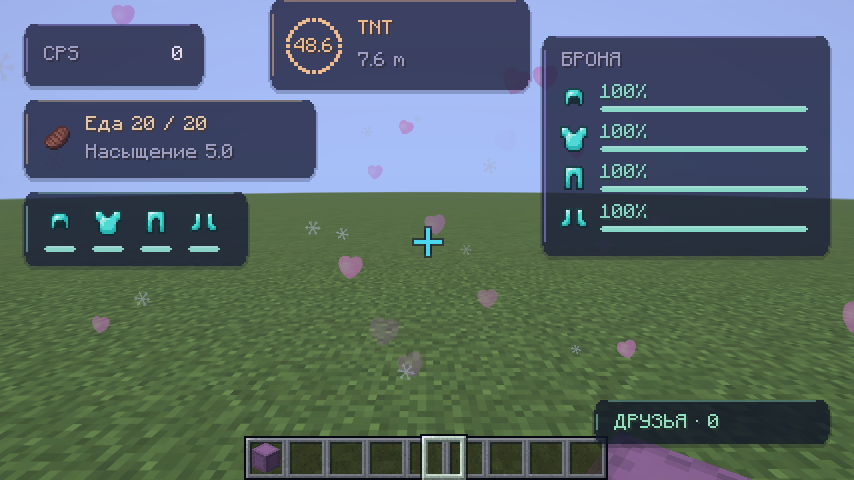 CPS 0
48.6 TNT
7.6 m
Еда 20 / 20
Насыщение 5.0
БРОНЯ
100%
100%
100%
100%
ДРУЗЬЯ · 0